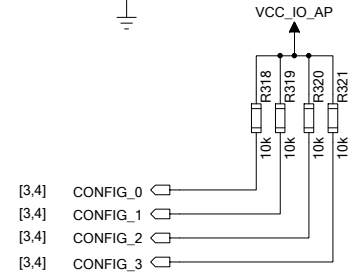 VCC_IO_AP
R318
R319
R320
R321
10k
10k
10k
10k
[3,4] CONFIG_0
[3,4] CONFIG_1
[3,4] CONFIG_2
[3,4] CONFIG_3